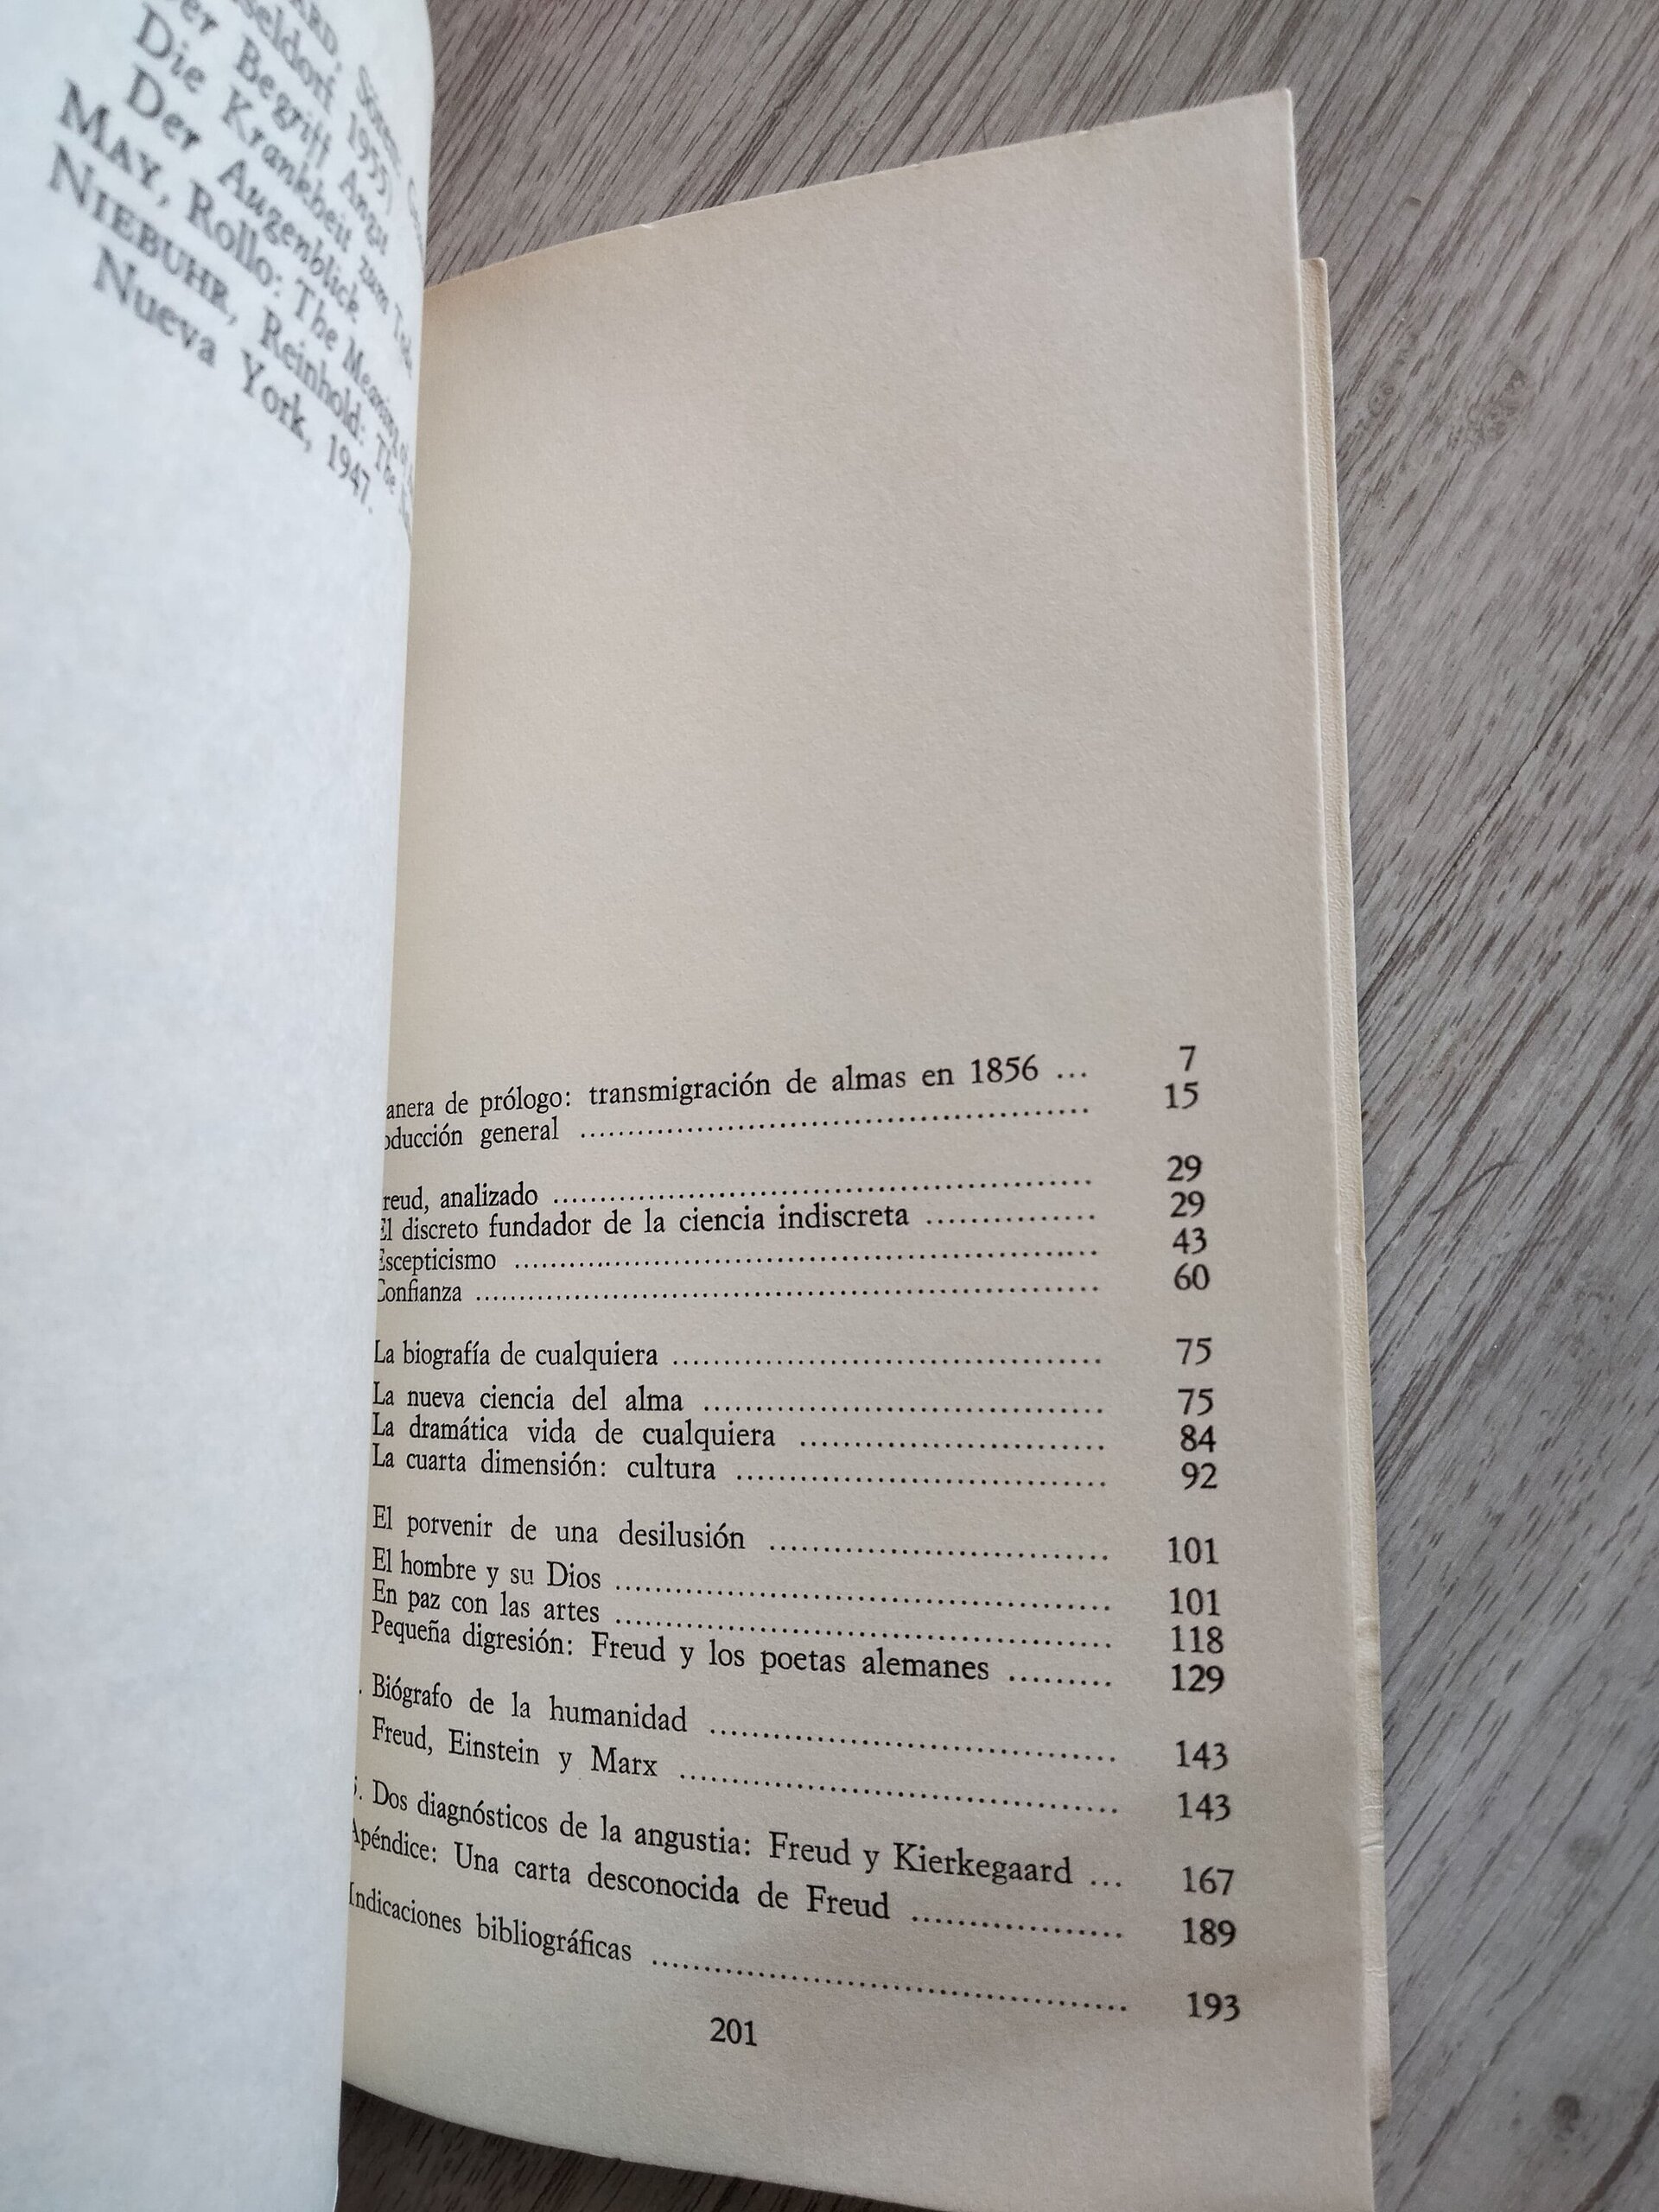 1955)
Der Begriff Angst
Die Krankheit zum
Der Augenblick
MAY, Rollo: The Meaning
NIEBUHR, Reinhold: The
Nueva York, 1947.
anera de prólogo: transmigración de almas en 1856 ... 7
oducción general ........ 15
reud, analizado ........ 29
El discreto fundador de la ciencia indiscreta ........ 29
Escepticismo ........ 43
Confianza ........ 60
La biografía de cualquiera ........ 75
La nueva ciencia del alma ........ 75
La dramática vida de cualquiera ........ 84
La cuarta dimensión: cultura ........ 92
El porvenir de una desilusión ........ 101
El hombre y su Dios ........ 101
En paz con las artes ........ 118
Pequeña digresión: Freud y los poetas alemanes ........ 129
. Biógrafo de la humanidad ........ 143
Freud, Einstein y Marx ........ 143
. Dos diagnósticos de la angustia: Freud y Kierkegaard ... 167
Apéndice: Una carta desconocida de Freud ........ 189
Indicaciones bibliográficas ........ 193
201